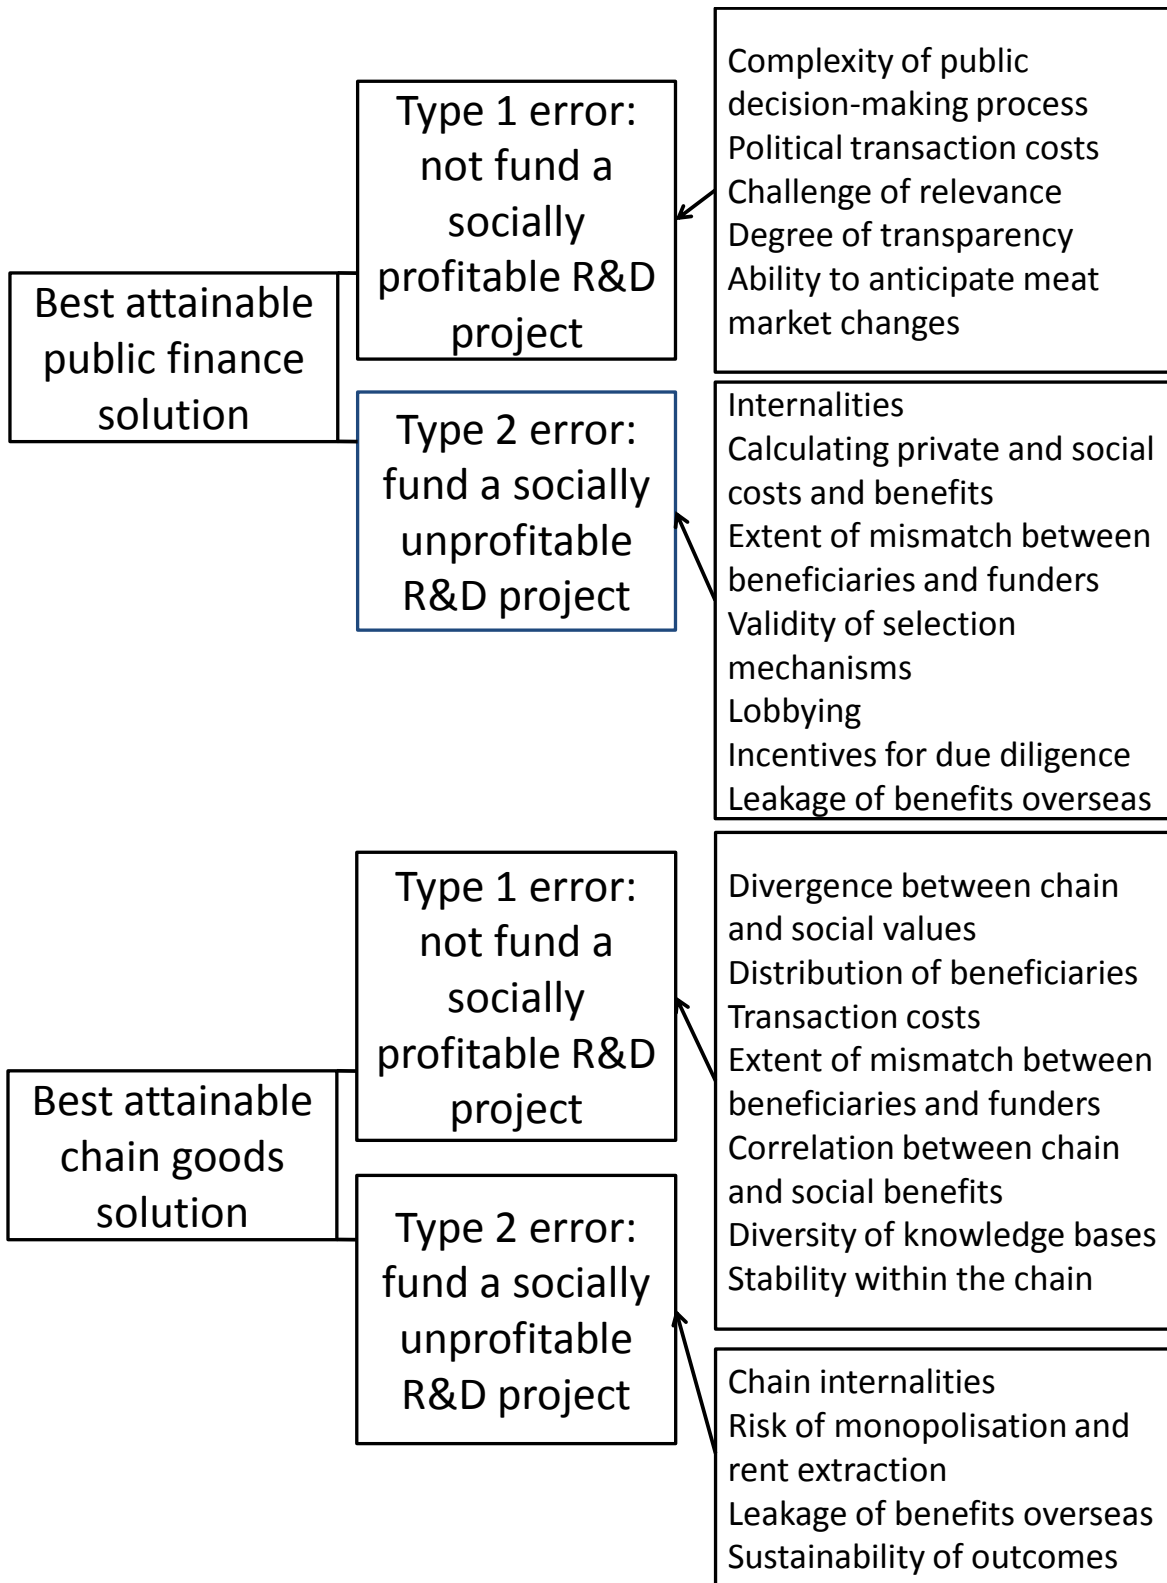 Best attainable
public finance
solution
Type 1 error:
not fund a
socially
profitable R&D
project
Complexity of public
decision-making process
Political transaction costs
Challenge of relevance
Degree of transparency
Ability to anticipate meat
market changes
Type 2 error:
fund a socially
unprofitable
R&D project
Internalities
Calculating private and social
costs and benefits
Extent of mismatch between
beneficiaries and funders
Validity of selection
mechanisms
Lobbying
Incentives for due diligence
Leakage of benefits overseas
Best attainable
chain goods
solution
Type 1 error:
not fund a
socially
profitable R&D
project
Divergence between chain
and social values
Distribution of beneficiaries
Transaction costs
Extent of mismatch between
beneficiaries and funders
Correlation between chain
and social benefits
Diversity of knowledge bases
Stability within the chain
Type 2 error:
fund a socially
unprofitable
R&D project
Chain internalities
Risk of monopolisation and
rent extraction
Leakage of benefits overseas
Sustainability of outcomes